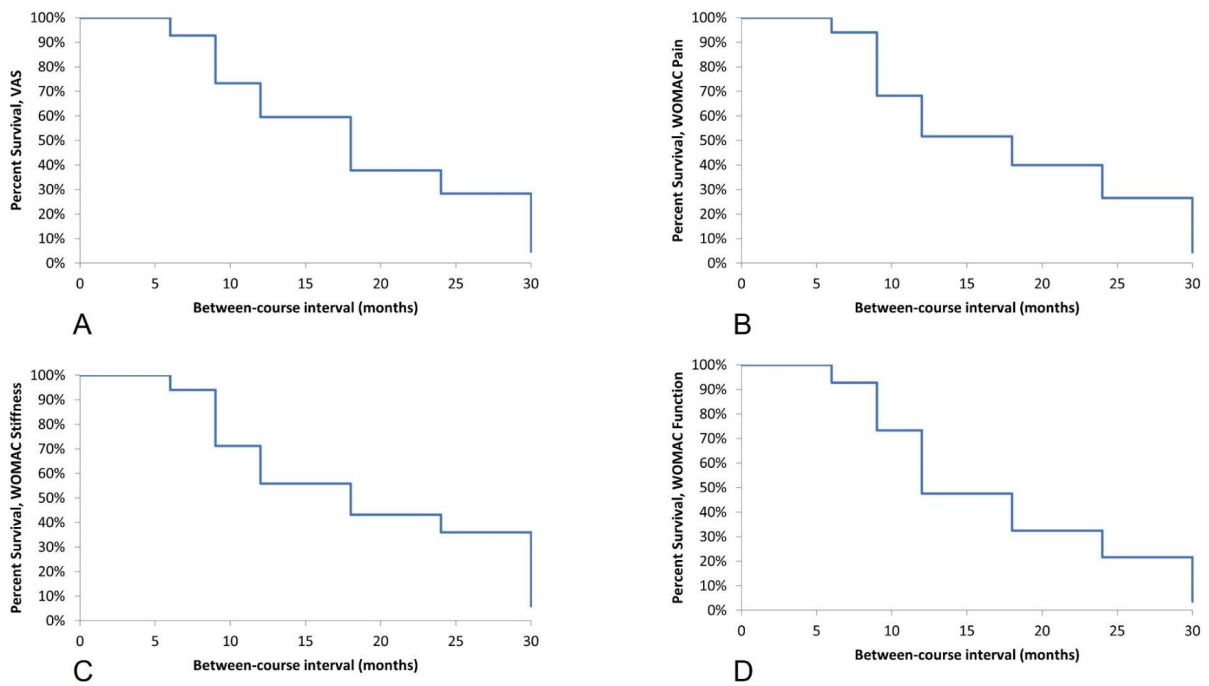 100%
90%
80%
70%
60%
50%
40%
30%
20%
10%
0%
Percent Survival, VAS
0 5 10 15 20 25 30
Between-course interval (months)
A
100%
90%
80%
70%
60%
50%
40%
30%
20%
10%
0%
Percent Survival, WOMAC Pain
0 5 10 15 20 25 30
Between-course interval (months)
B
100%
90%
80%
70%
60%
50%
40%
30%
20%
10%
0%
Percent Survival, WOMAC Stiffness
0 5 10 15 20 25 30
Between-course interval (months)
C
100%
90%
80%
70%
60%
50%
40%
30%
20%
10%
0%
Percent Survival, WOMAC Function
0 5 10 15 20 25 30
Between-course interval (months)
D